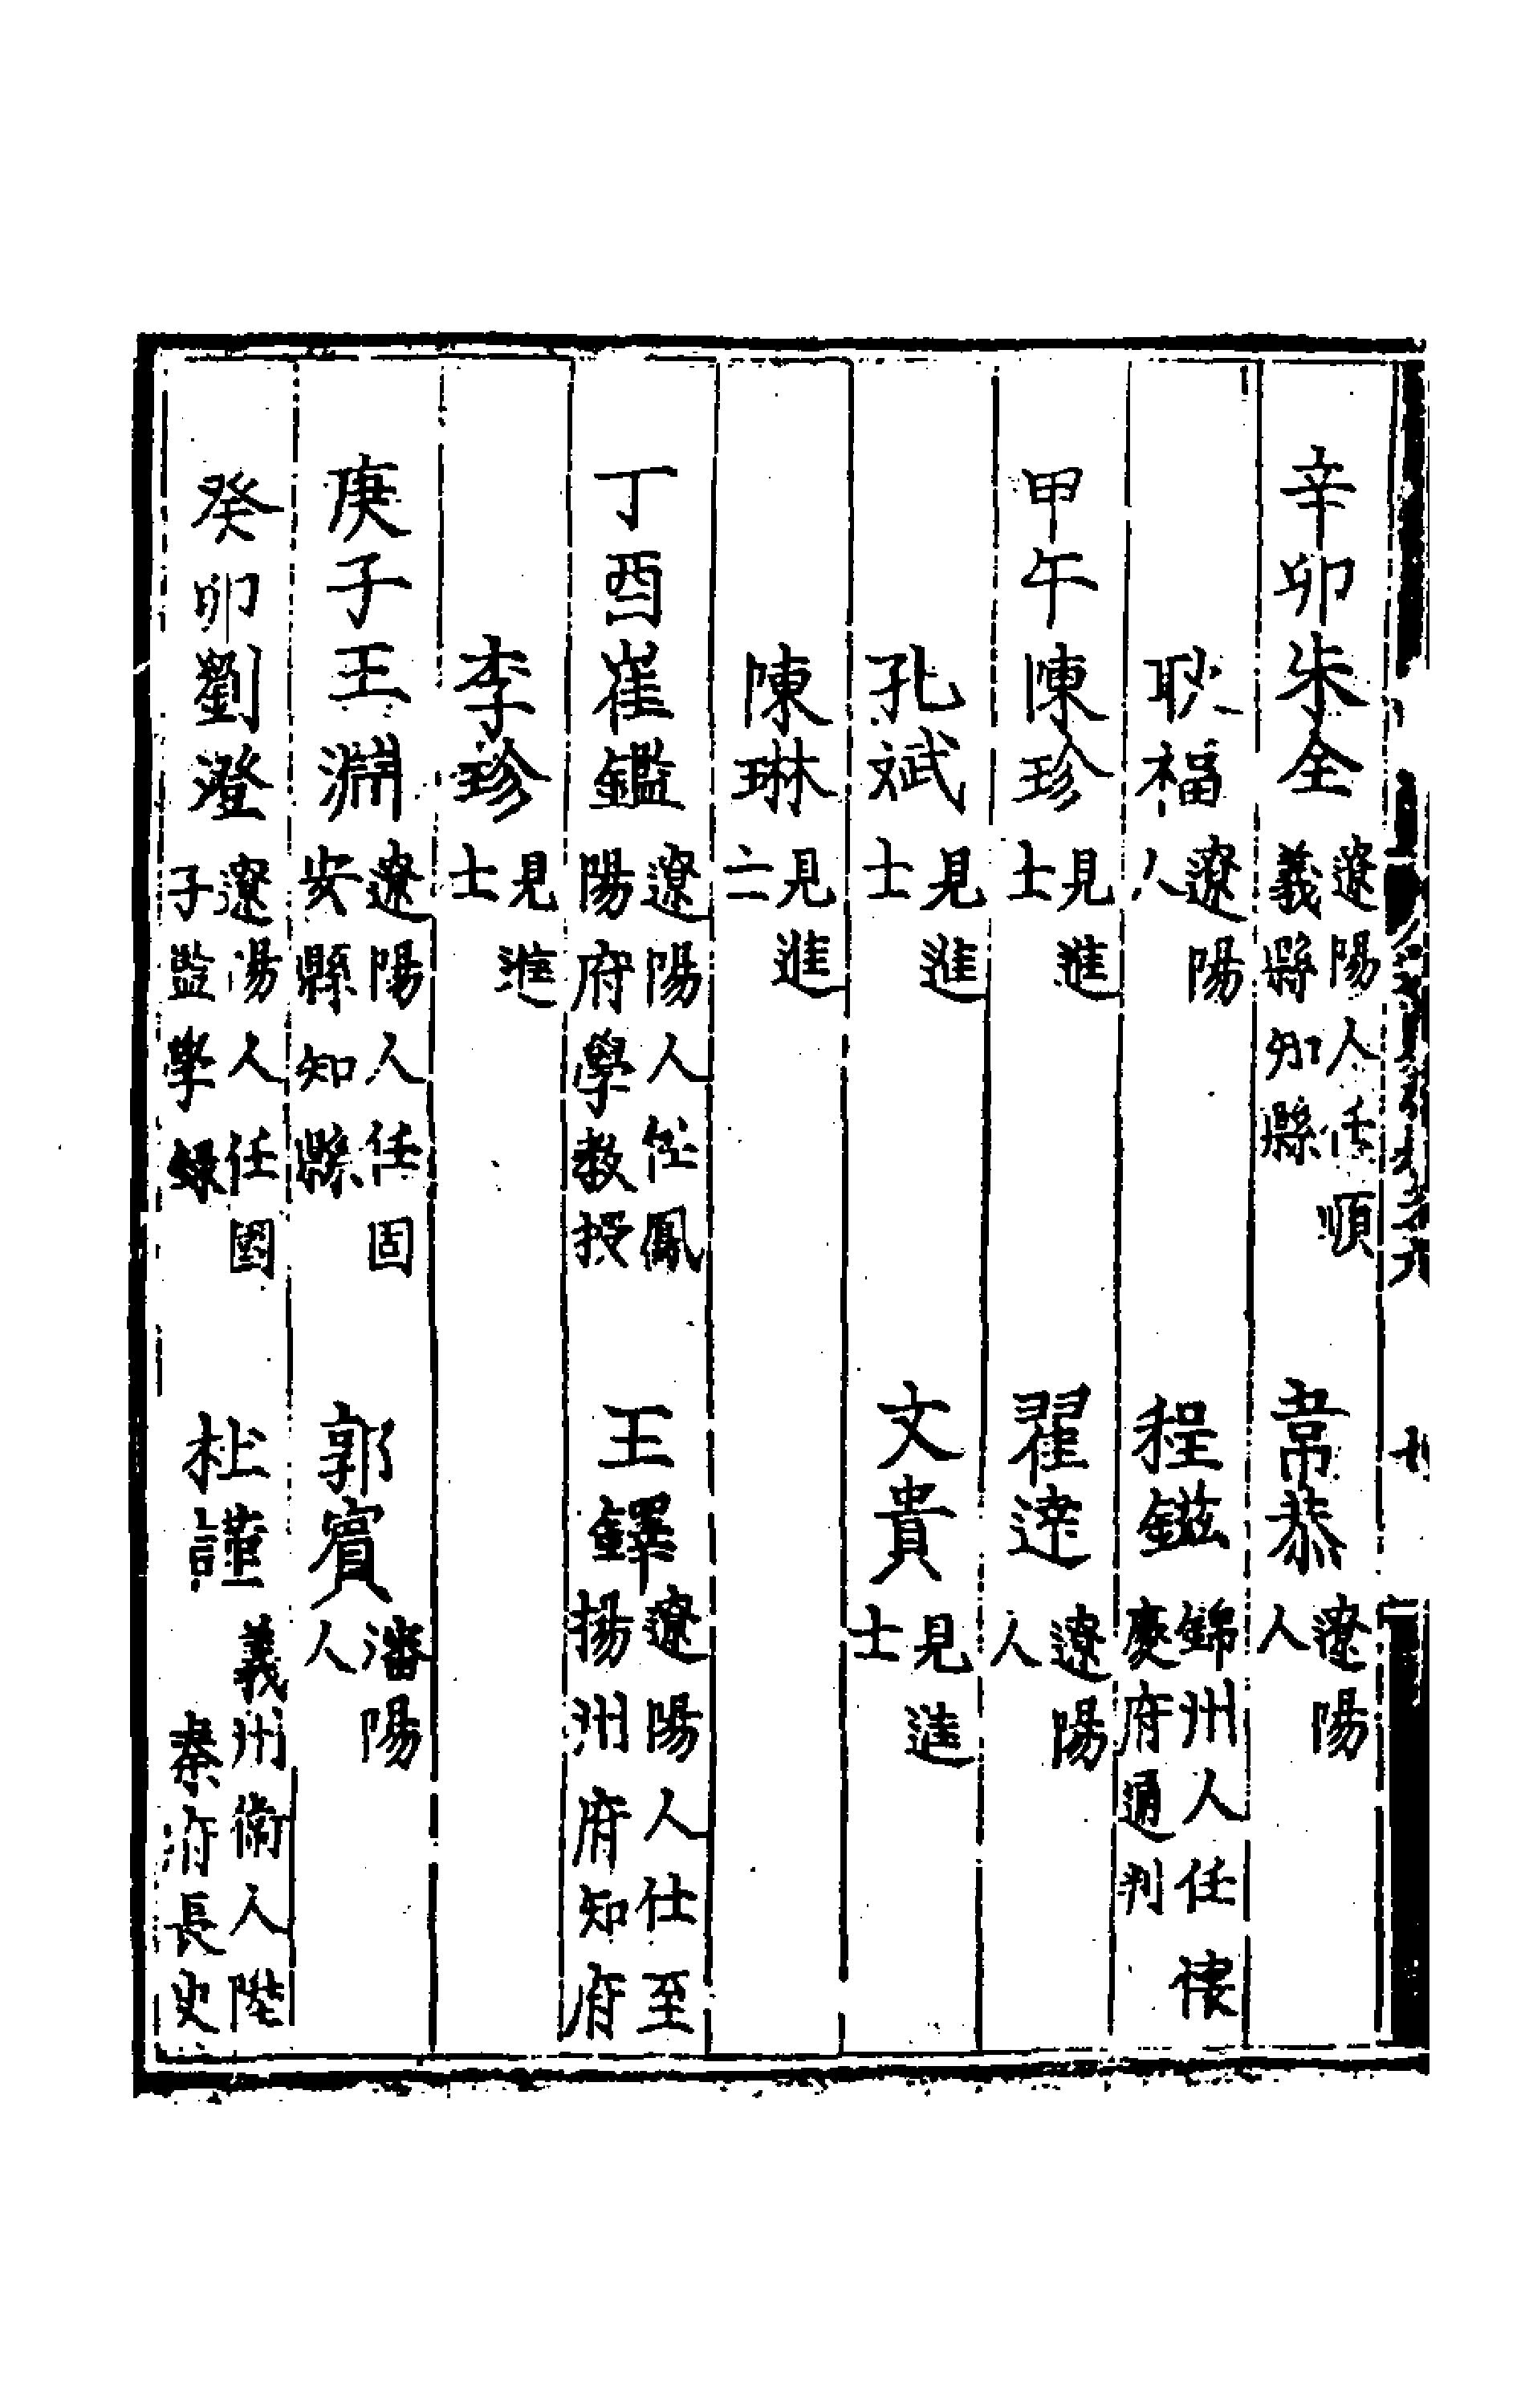 辛卯朱全遼陽人任順義縣知縣 常恭遼陽人
耿福遼陽人 程鎡錦州人任慶府通判
甲午陳珍見進士 翟達遼陽人
孔斌見進士 文貴見進士
陳琳見進士
丁酉崔鑑遼陽人任鳳陽府學教授 王鐸遼陽人仕至揚州府知府
李珍見進士
庚子王淵遼陽人任固安縣知縣 郭賓瀋陽人
癸卯劉澄遼陽人任國子監學錄 杜謹義州衛人陞秦府長史